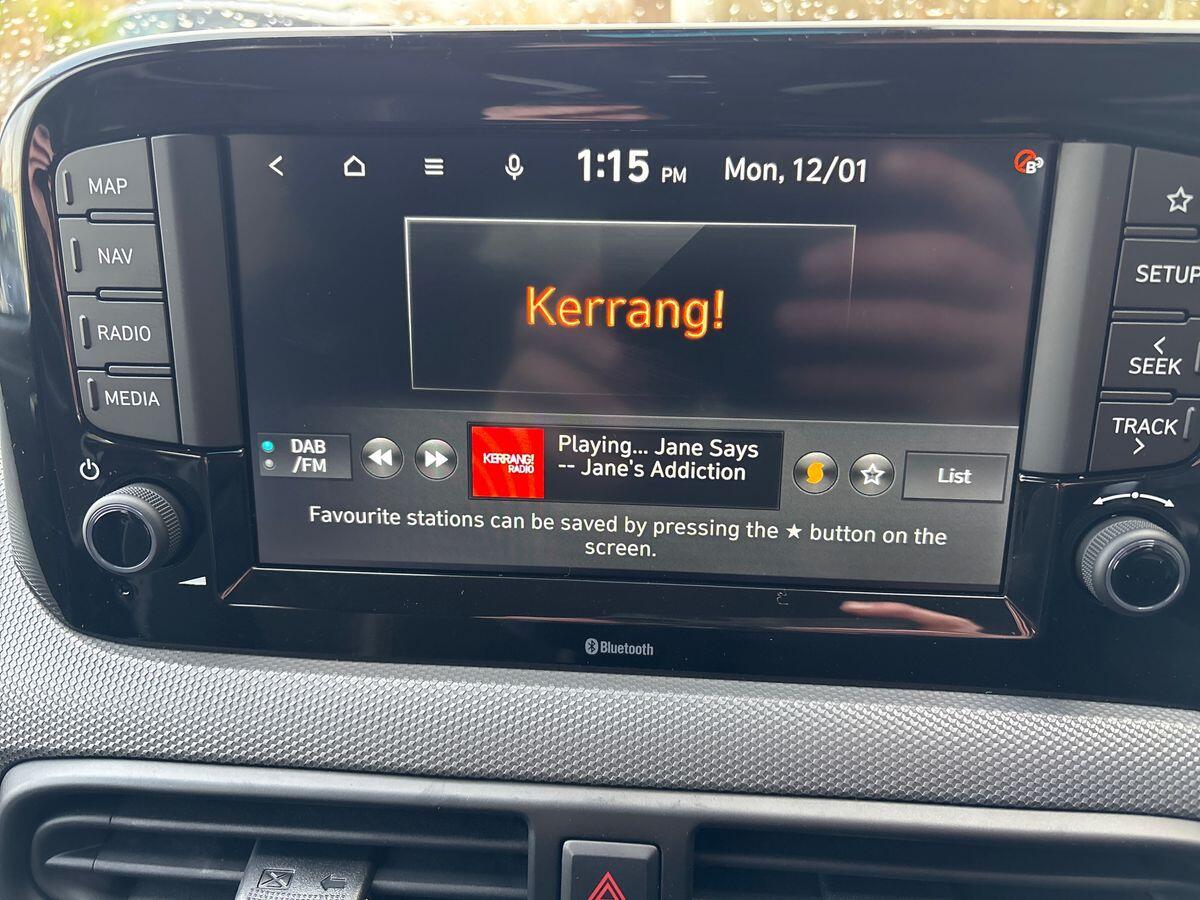 1:15 PM Mon, 12/01
B
MAP
NAV
RADIO
MEDIA
SETUP
SEEK
TRACK
Kerrang!
DAB
/FM
KERRANG!
RADIO
Playing... Jane Says
-- Jane's Addiction
List
Favourite stations can be saved by pressing the ★ button on the
screen.
Bluetooth